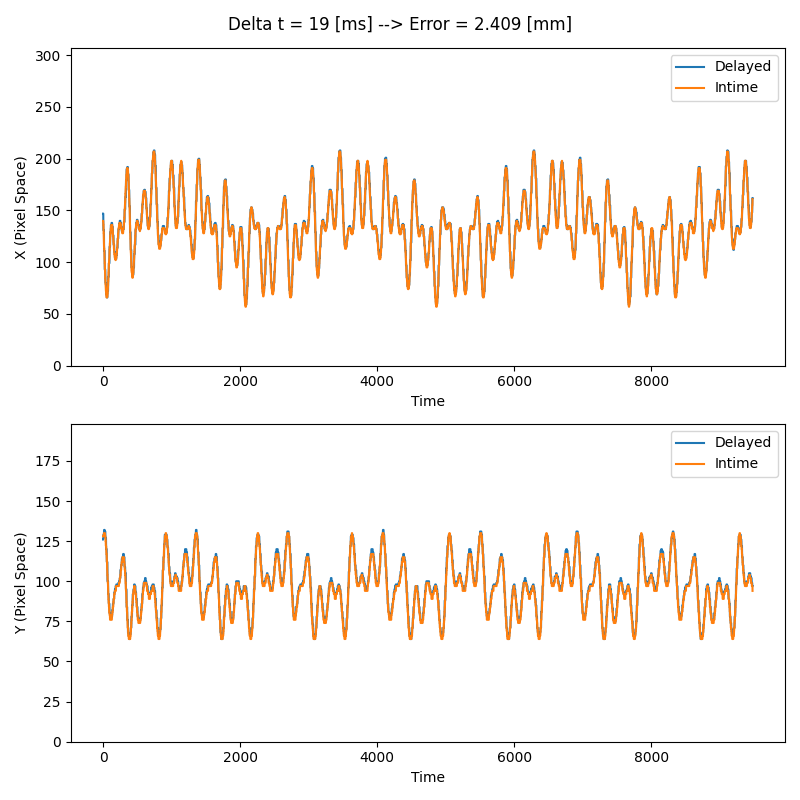 Delta t = 19 [ms] --> Error = 2.409 [mm]
300
250
200
150
100
50
0
X (Pixel Space)
Delayed
Intime
0 2000 4000 6000 8000
Time
175
150
125
100
75
50
25
0
Y (Pixel Space)
Delayed
Intime
0 2000 4000 6000 8000
Time